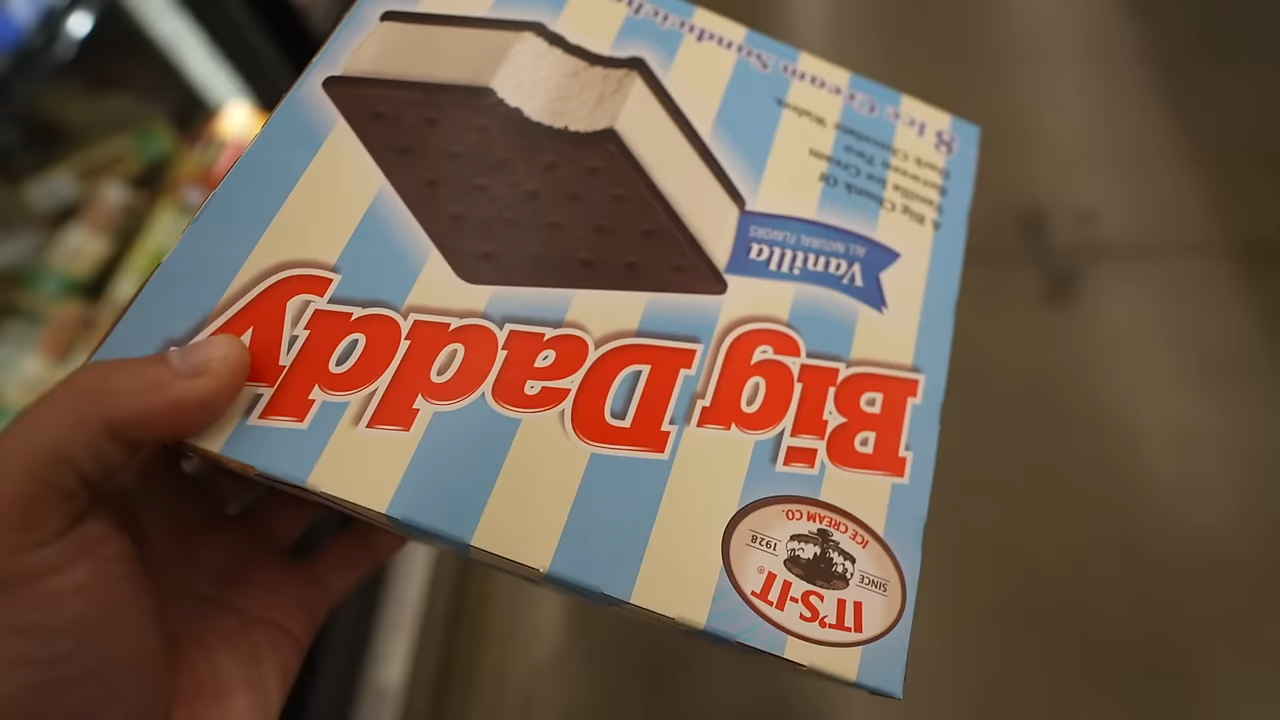 IT'S-IT®
SINCE 1928
ICE CREAM CO.
Big Daddy
Vanilla
ALL NATURAL FLAVORS
A Big Chunk Of
Vanilla Ice Cream
Between Two
Dark Chocolate Wafers.
8 Ice Cream Sandwiches